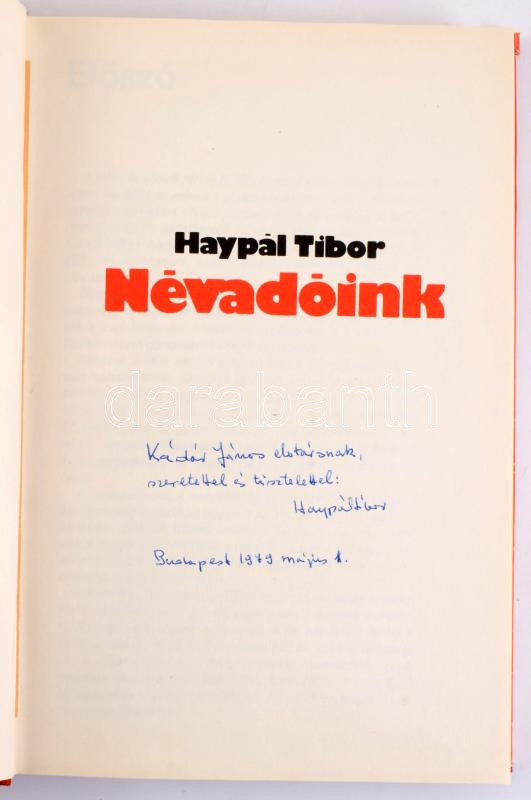 Előszó
Haypál Tibor
Névadóink
darabanth
Kádár János elvtársnak,
szeretettel és tisztelettel:
Haypál Tibor
Budapest 1979 május 1.